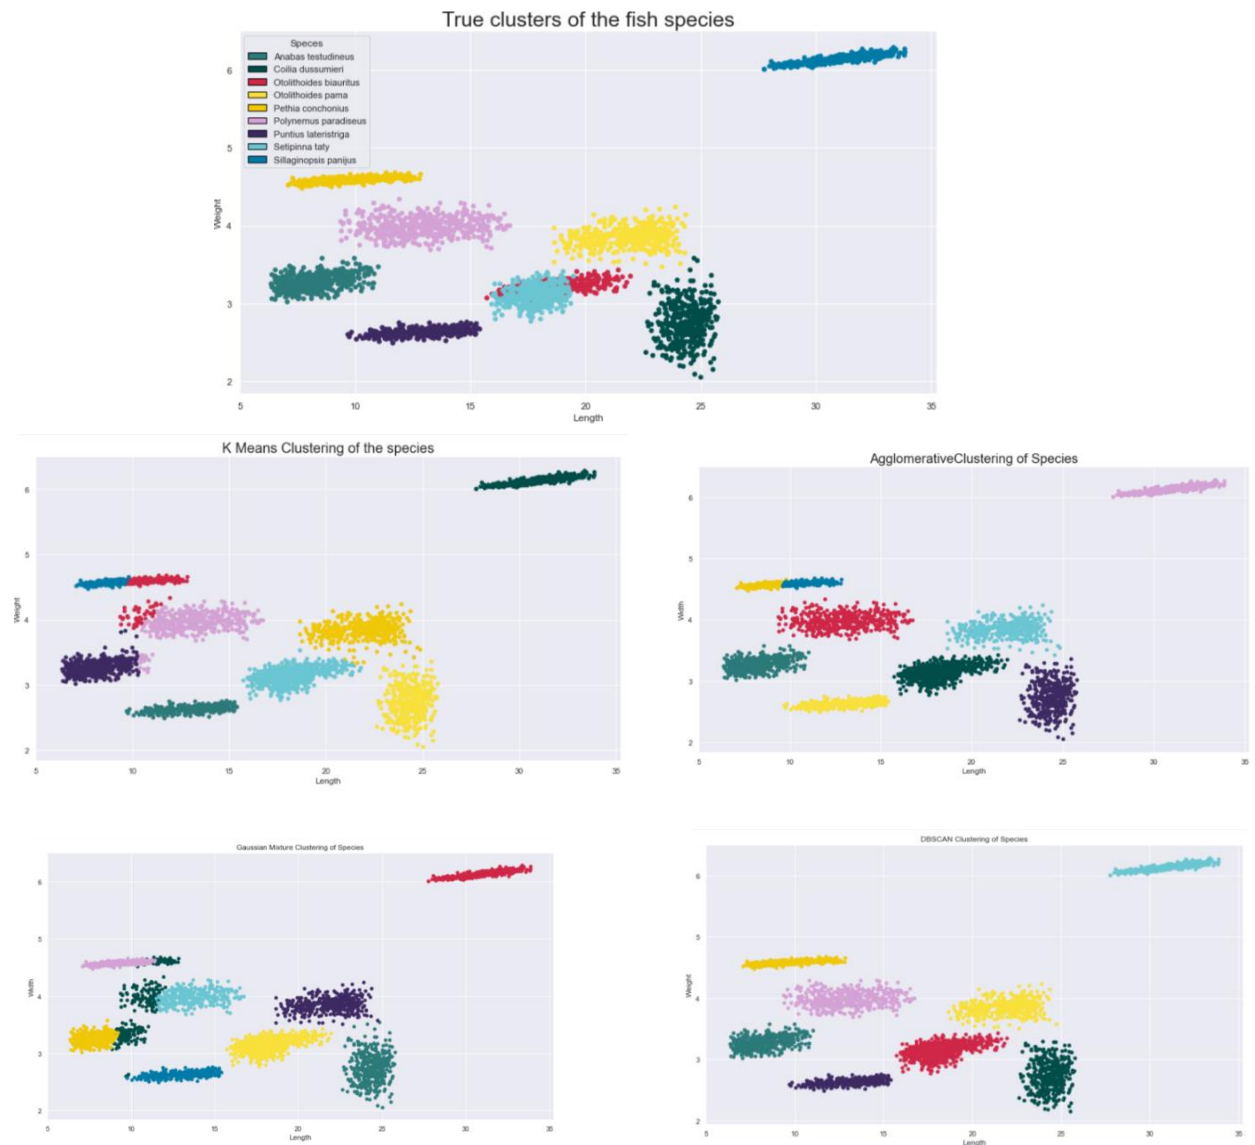 True clusters of the fish species
Speces
Anabas testudineus
Coilia dussumieri
Otolithoides biauritus
Otolithoides pama
Pethia conchonius
Polynemus paradiseus
Puntius lateristriga
Setipinna taty
Sillaginopsis panijus
6
5
4
3
2
Weight
5 10 15 20 25 30 35
Length
K Means Clustering of the species
6
5
4
3
2
Weight
5 10 15 20 25 30 35
Length
AgglomerativeClustering of Species
6
5
4
3
2
Width
5 10 15 20 25 30 35
Length
Gaussian Mixture Clustering of Species
6
5
4
3
2
Width
5 10 15 20 25 30 35
Length
DBSCAN Clustering of Species
6
5
4
3
2
Weight
5 10 15 20 25 30 35
Length